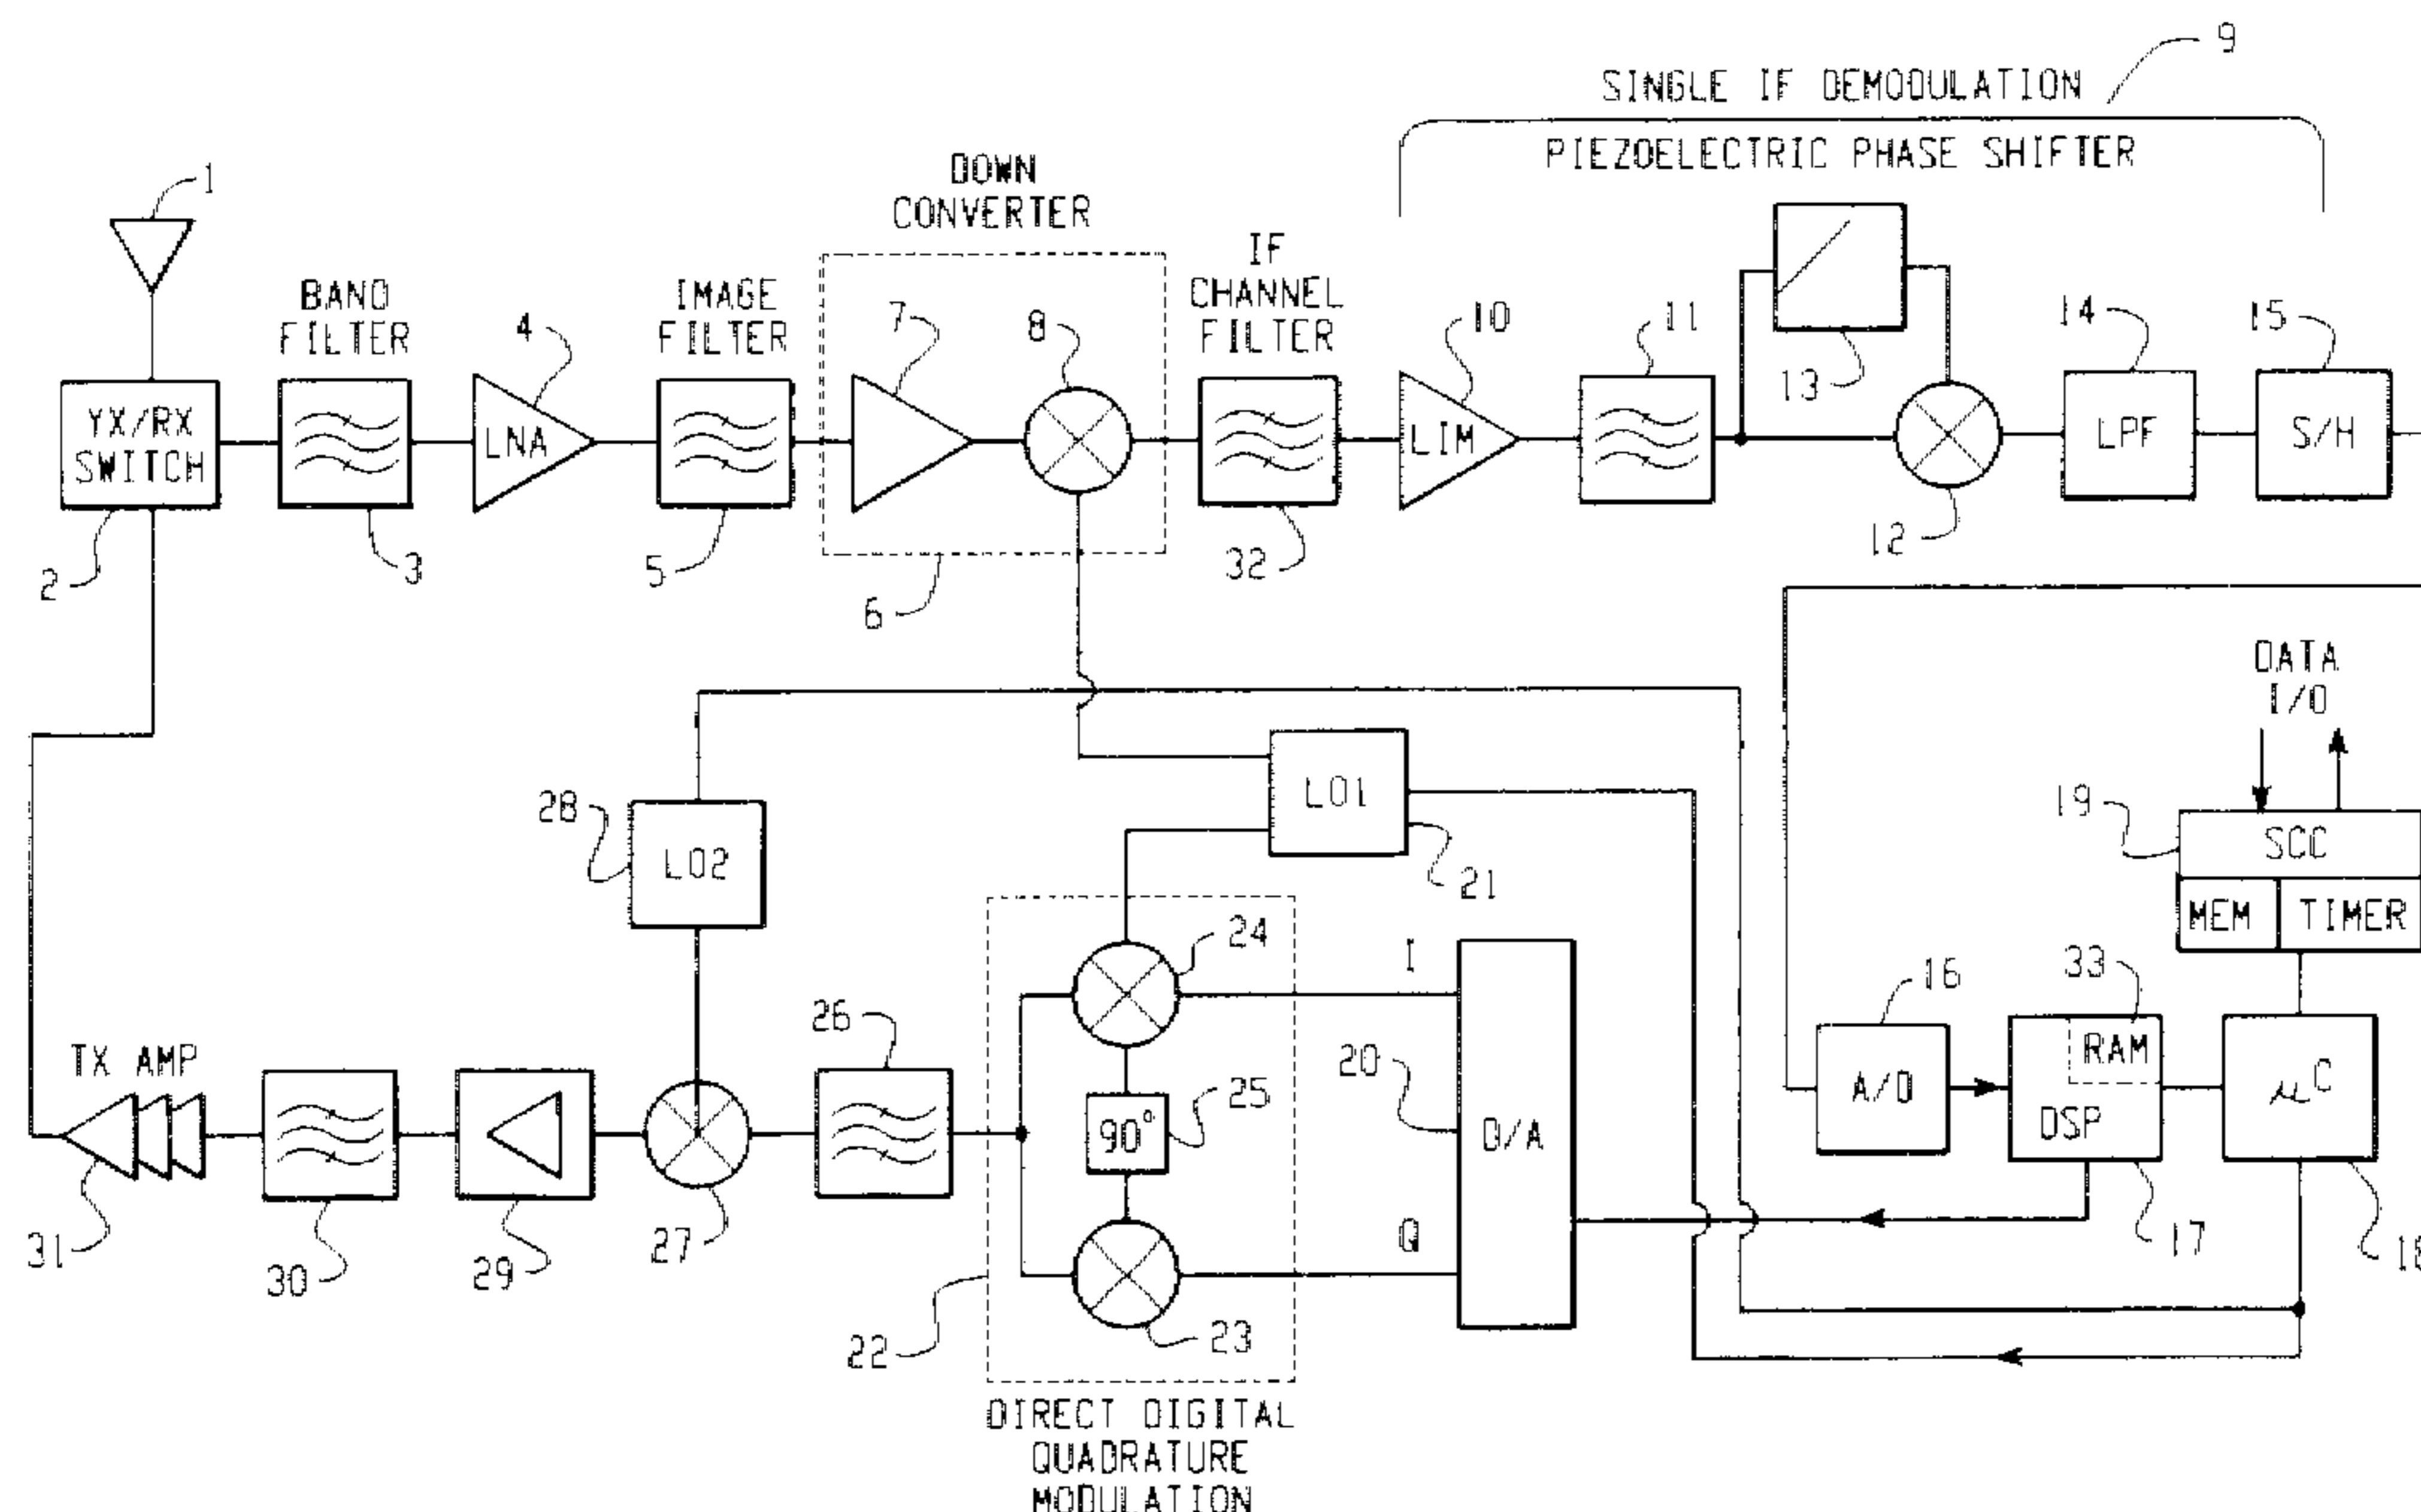 9
SINGLE IF DEMODULATION
PIEZOELECTRIC PHASE SHIFTER
1
DOWN
CONVERTER
BAND
FILTER
4
IMAGE
FILTER
7
8
IF
CHANNEL
FILTER
10
11
13
14
15
YX/RX
SWITCH
LNA
LIM
LPF
S/H
2
3
5
6
32
12
DATA
I/O
28
LO2
LO1
21
19
SCC
MEM
TIMER
24
I
33
16
RAM
A/D
DSP
µC
TX AMP
26
25
90°
20
D/A
31
30
29
27
Q
17
22
23
DIRECT DIGITAL
QUADRATURE
MODULATION